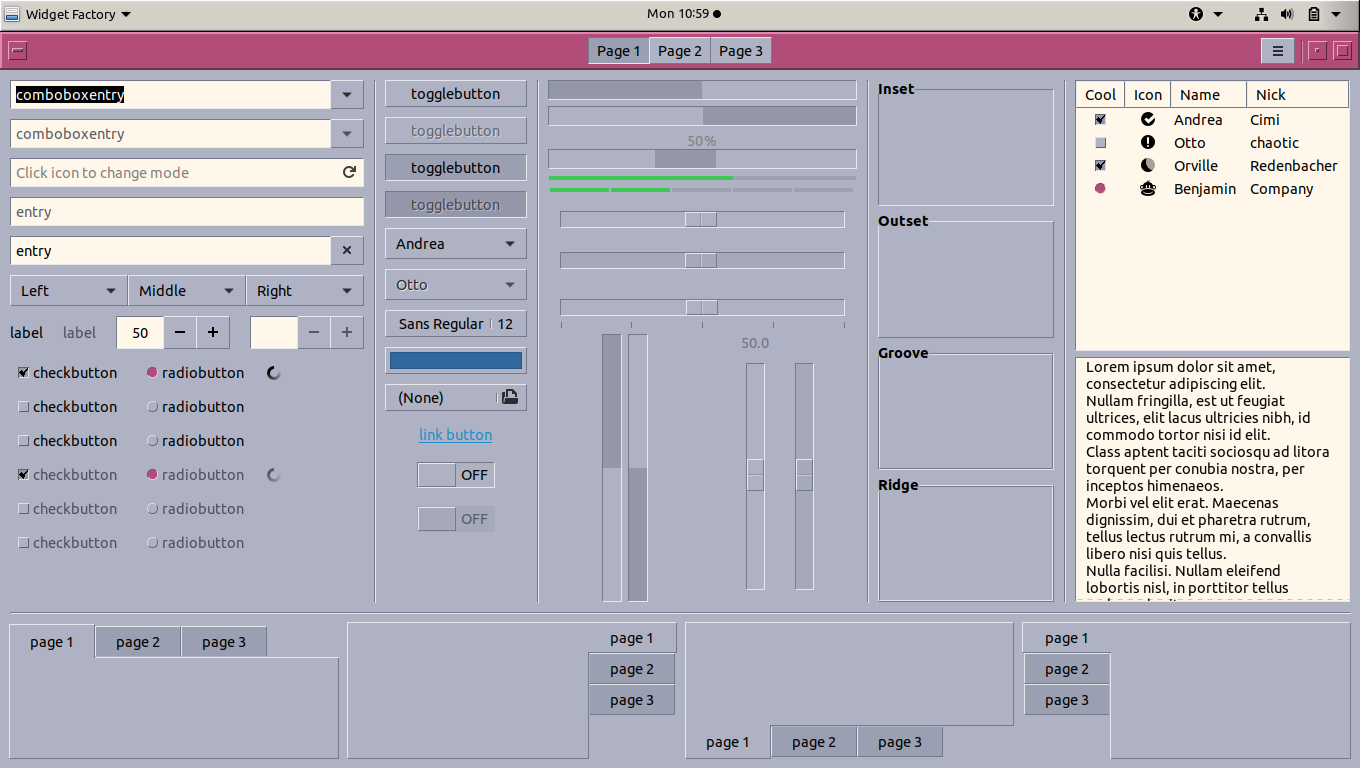 Widget Factory
Mon 10:59
Page 1
Page 2
Page 3
comboboxentry
comboboxentry
Click icon to change mode
entry
entry
Left
Middle
Right
label
label
50
checkbutton
radiobutton
checkbutton
radiobutton
checkbutton
radiobutton
checkbutton
radiobutton
checkbutton
radiobutton
checkbutton
radiobutton
togglebutton
togglebutton
togglebutton
togglebutton
Andrea
Otto
Sans Regular
12
(None)
link button
OFF
OFF
50%
50.0
Inset
Outset
Groove
Ridge
Cool
Icon
Name
Nick
Andrea
Cimi
Otto
chaotic
Orville
Redenbacher
Benjamin
Company
Lorem ipsum dolor sit amet,
consectetur adipiscing elit.
Nullam fringilla, est ut feugiat
ultrices, elit lacus ultricies nibh, id
commodo tortor nisi id elit.
Class aptent taciti sociosqu ad litora
torquent per conubia nostra, per
inceptos himenaeos.
Morbi vel elit erat. Maecenas
dignissim, dui et pharetra rutrum,
tellus lectus rutrum mi, a convallis
libero nisi quis tellus.
Nulla facilisi. Nullam eleifend
lobortis nisl, in porttitor tellus
page 1
page 2
page 3
page 1
page 2
page 3
page 1
page 2
page 3
page 1
page 2
page 3